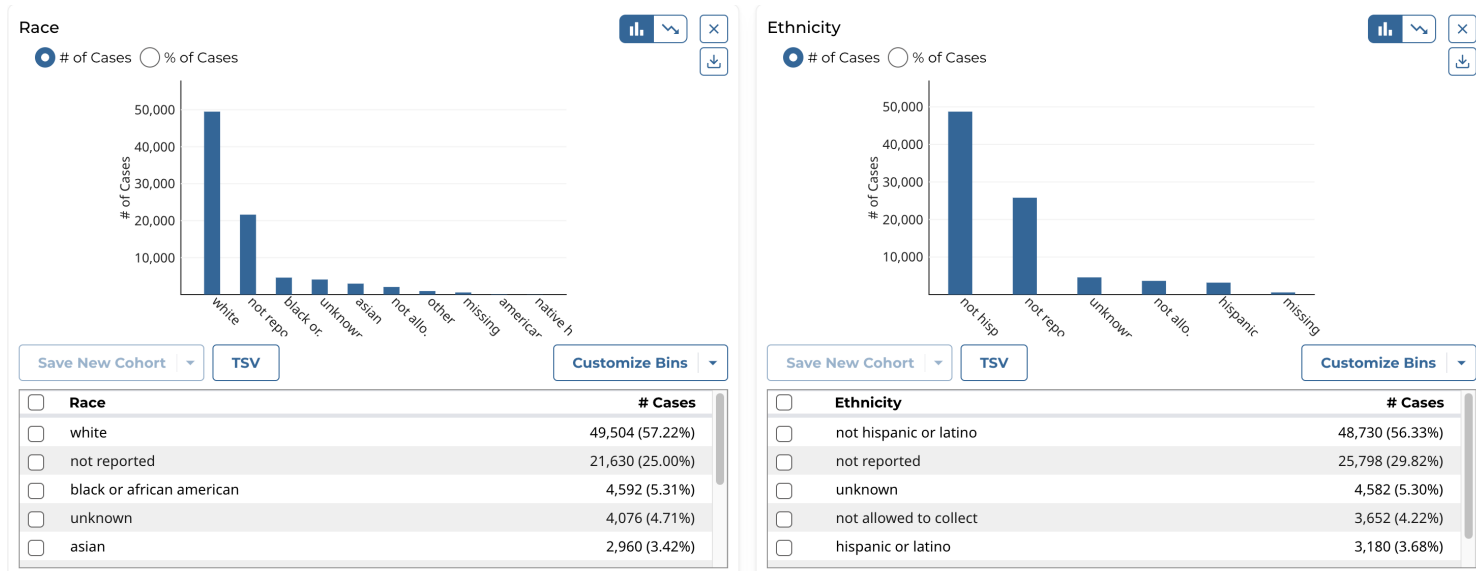 Race
# of Cases % of Cases
50,000
40,000
30,000
20,000
10,000
# of Cases
white
not repo
black or.
unknow
asian
not allo.
other
missing
american
native h.
Save New Cohort
TSV
Customize Bins
Race # Cases
white 49,504 (57.22%)
not reported 21,630 (25.00%)
black or african american 4,592 (5.31%)
unknown 4,076 (4.71%)
asian 2,960 (3.42%)
Ethnicity
# of Cases % of Cases
50,000
40,000
30,000
20,000
10,000
# of Cases
not hisp
not repo
unknown
not allo.
hispanic
missing
Save New Cohort
TSV
Customize Bins
Ethnicity # Cases
not hispanic or latino 48,730 (56.33%)
not reported 25,798 (29.82%)
unknown 4,582 (5.30%)
not allowed to collect 3,652 (4.22%)
hispanic or latino 3,180 (3.68%)